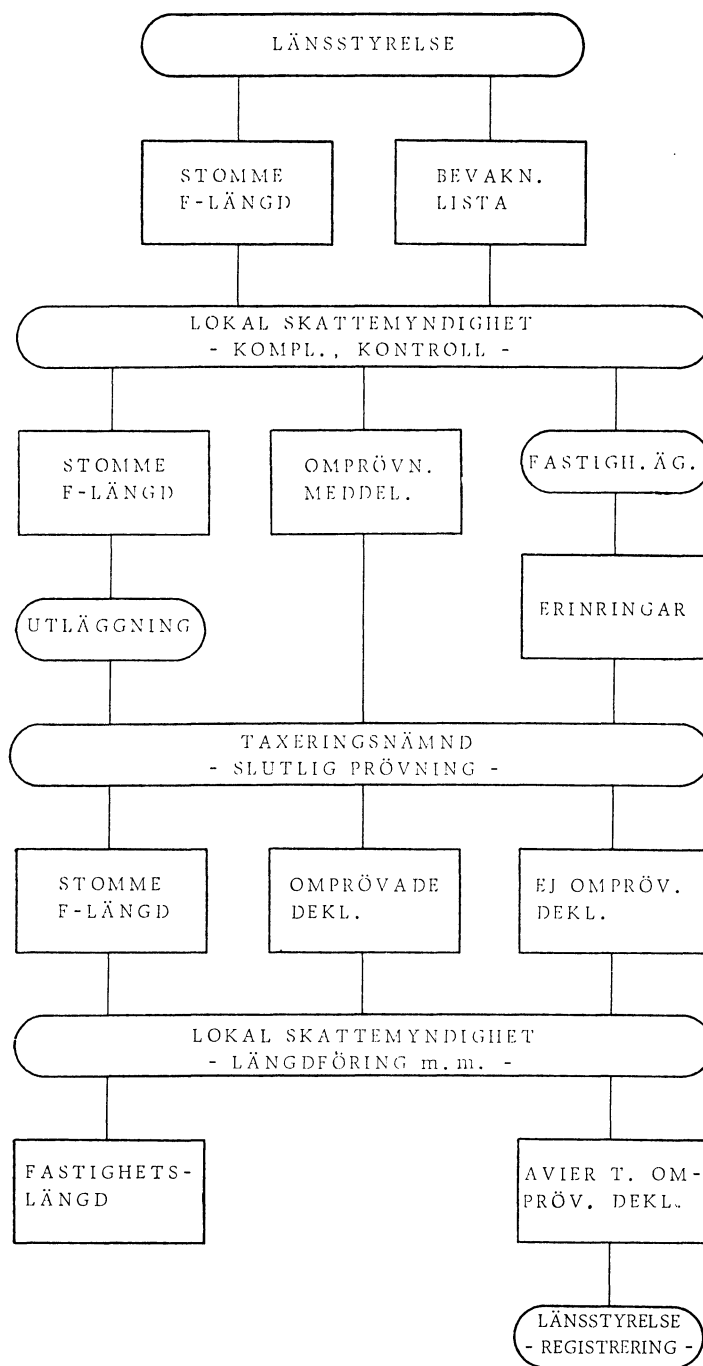 LÄNSSTYRELSE
STOMME
F-LÄNGD
BEVAKN.
LISTA
LOKAL SKATTEMYNDIGHET
- KOMPL., KONTROLL -
STOMME
F-LÄNGD
OMPRÖVN.
MEDDEL.
FASTIGH.ÄG.
UTLÄGGNING
ERINRINGAR
TAXERINGSNÄMND
- SLUTLIG PRÖVNING -
STOMME
F-LÄNGD
OMPRÖVADE
DEKL.
EJ OMPRÖV.
DEKL.
LOKAL SKATTEMYNDIGHET
- LÄNGDFÖRING m.m. -
FASTIGHETS-
LÄNGD
AVIER T. OM-
PRÖV. DEKL.
LÄNSSTYRELSE
- REGISTRERING -